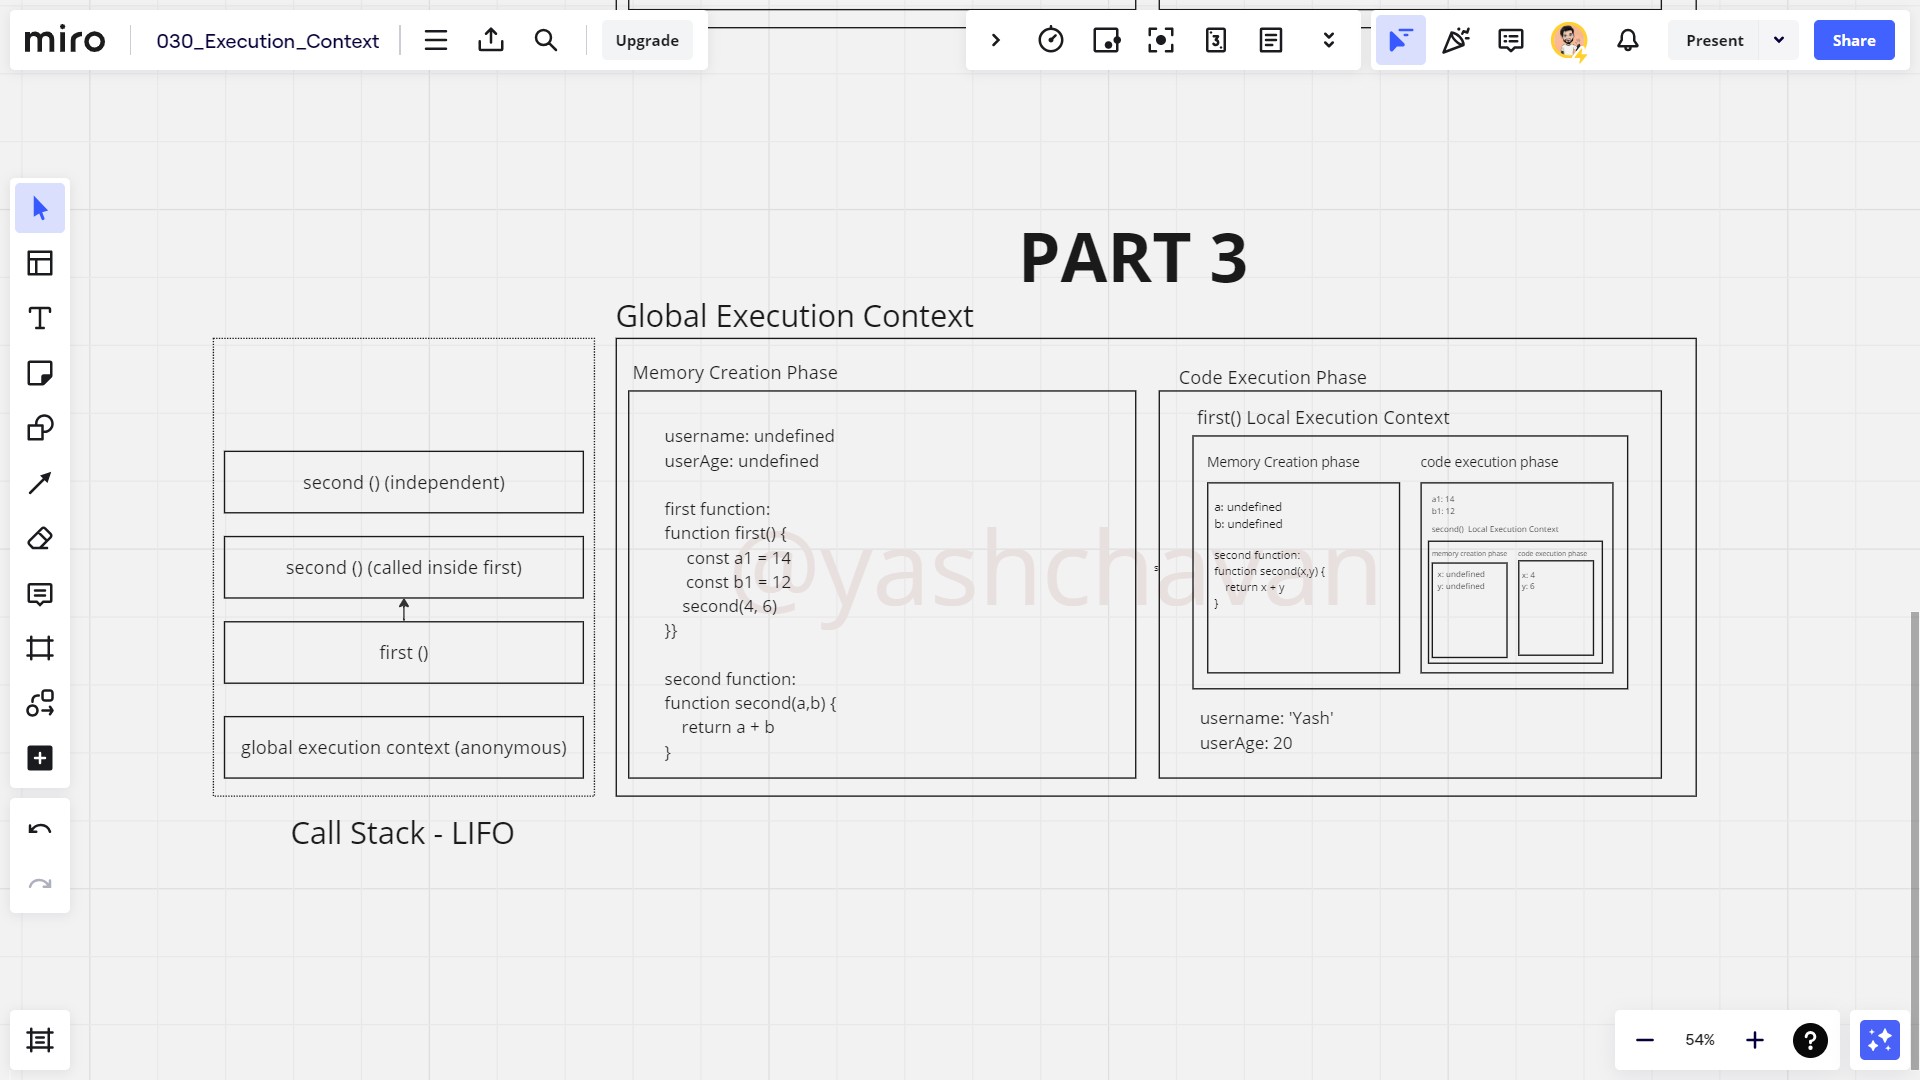 miro
030_Execution_Context
Upgrade
3
Present
Share
PART 3
Global Execution Context
Memory Creation Phase
username: undefined
userAge: undefined
first function:
function first() {
const a1 = 14
const b1 = 12
second(4, 6)
}}
second function:
function second(a,b) {
return a + b
}
Code Execution Phase
first() Local Execution Context
Memory Creation phase
a: undefined
b: undefined
second function:
function second(x,y) {
return x + y
}
code execution phase
a1: 14
b1: 12
second() Local Execution Context
memory creation phase
x: undefined
y: undefined
code execution phase
x: 4
y: 6
username: 'Yash'
userAge: 20
s
@yashchavan
second () (independent)
second () (called inside first)
first ()
global execution context (anonymous)
Call Stack - LIFO
54%
?